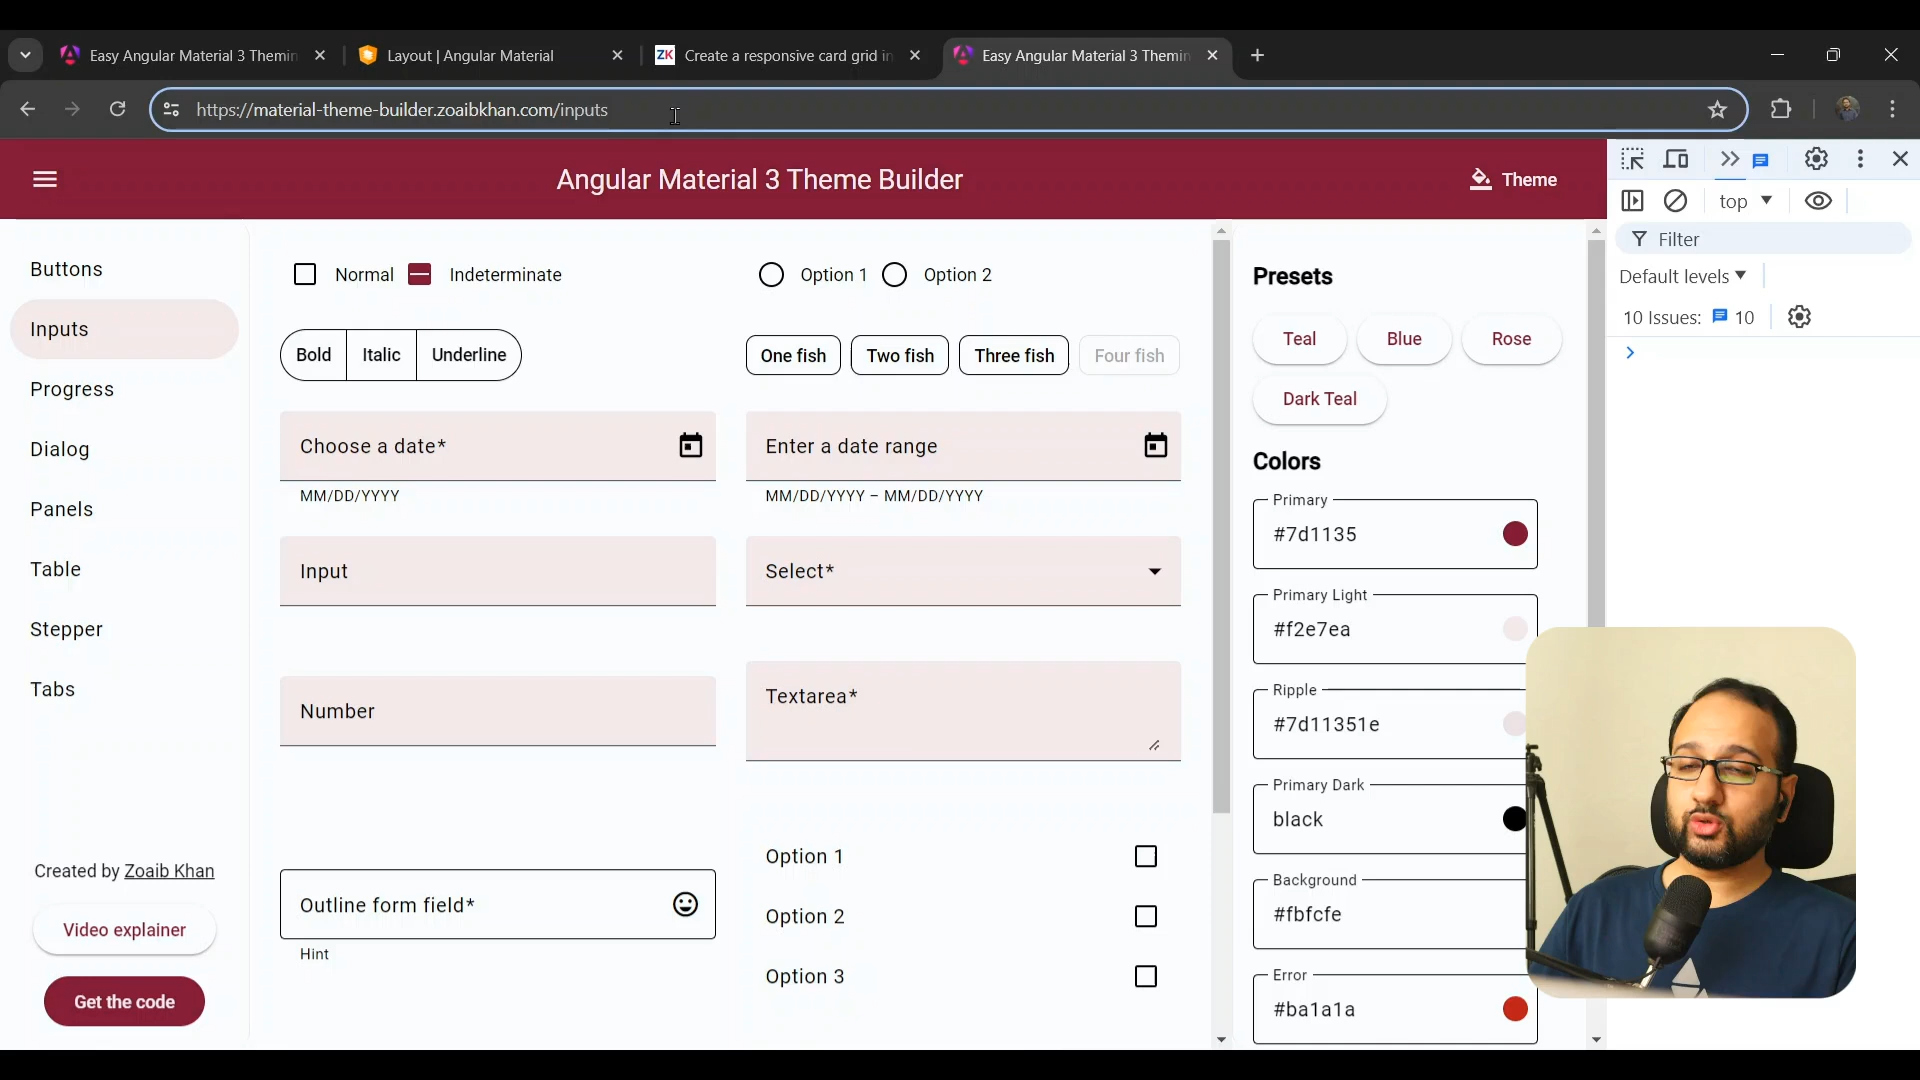 Easy Angular Material 3 Themin
Layout | Angular Material
ZK Create a responsive card grid in
Easy Angular Material 3 Themin
https://material-theme-builder.zoaibkhan.com/inputs
Angular Material 3 Theme Builder
Theme
top
Filter
Default levels
10 Issues: 10
Buttons
Inputs
Progress
Dialog
Panels
Table
Stepper
Tabs
Created by Zoaib Khan
Video explainer
Get the code
Normal Indeterminate
Option 1 Option 2
Bold Italic Underline
One fish Two fish Three fish Four fish
Choose a date*
MM/DD/YYYY
Enter a date range
MM/DD/YYYY – MM/DD/YYYY
Input
Select*
Number
Textarea*
Outline form field*
Hint
Option 1
Option 2
Option 3
Presets
Teal Blue Rose
Dark Teal
Colors
Primary
#7d1135
Primary Light
#f2e7ea
Ripple
#7d11351e
Primary Dark
black
Background
#fbfcfe
Error
#ba1a1a